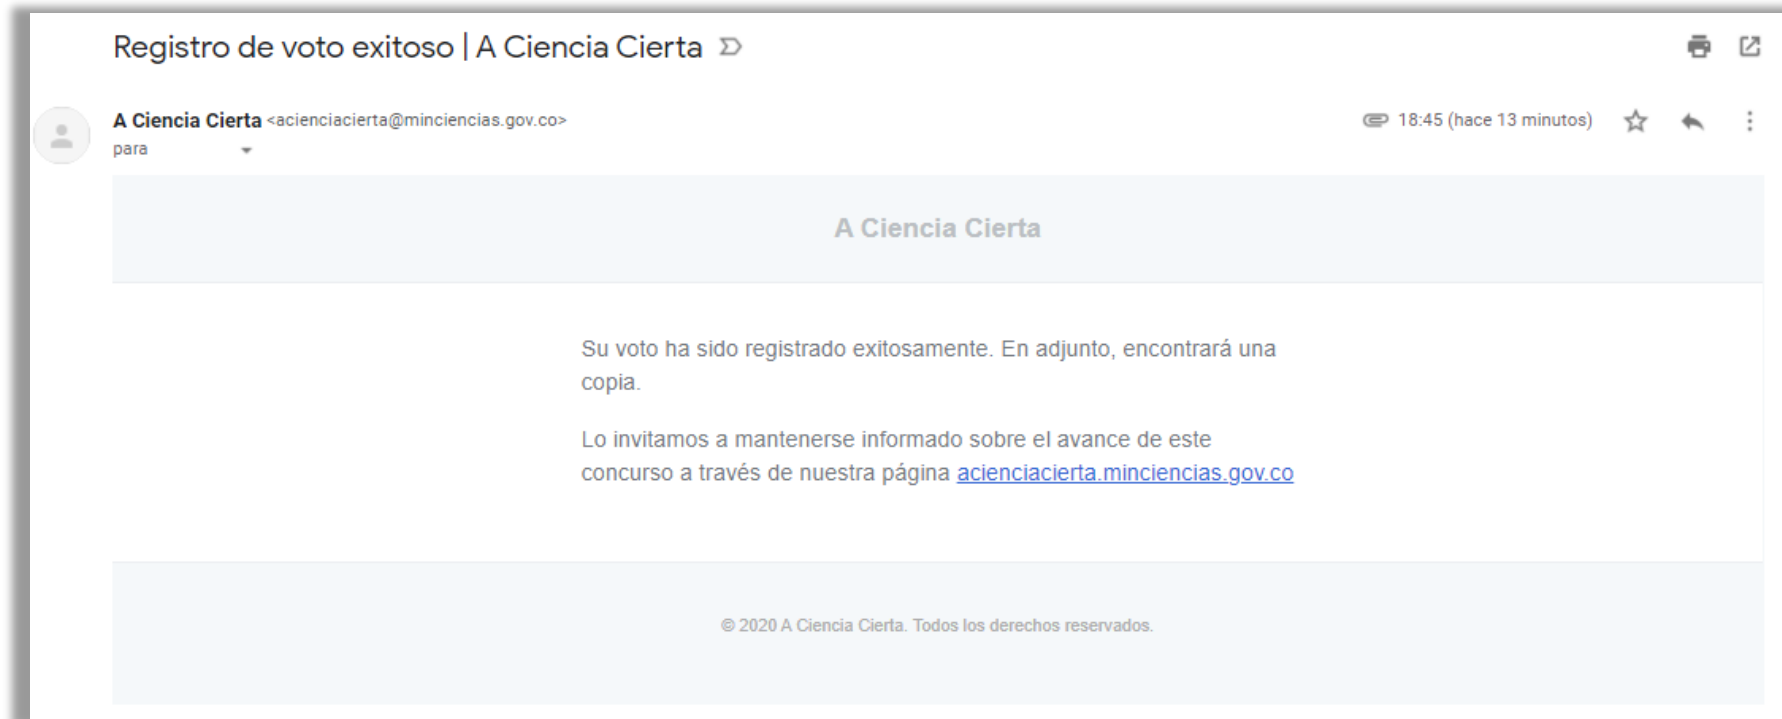 Registro de voto exitoso | A Ciencia Cierta
A Ciencia Cierta <acienciacierta@minciencias.gov.co>
18:45 (hace 13 minutos)
para
A Ciencia Cierta
Su voto ha sido registrado exitosamente. En adjunto, encontrará una
copia.
Lo invitamos a mantenerse informado sobre el avance de este
concurso a través de nuestra página acienciacierta.minciencias.gov.co
© 2020 A Ciencia Cierta. Todos los derechos reservados.